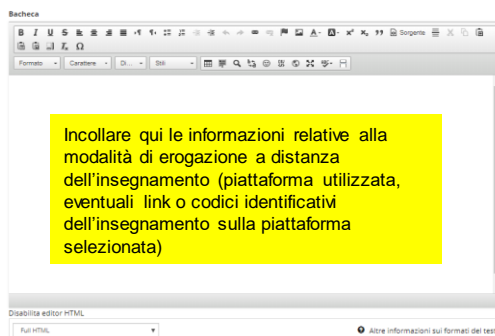 Bacheca
B I U S
Sorgente
Formato Carattere Di... Stili
Incollare qui le informazioni relative alla
modalità di erogazione a distanza
dell'insegnamento (piattaforma utilizzata,
eventuali link o codici identificativi
dell'insegnamento sulla piattaforma
selezionata)
Disabilita editor HTML
Full HTML
Altre informazioni sui formati del test